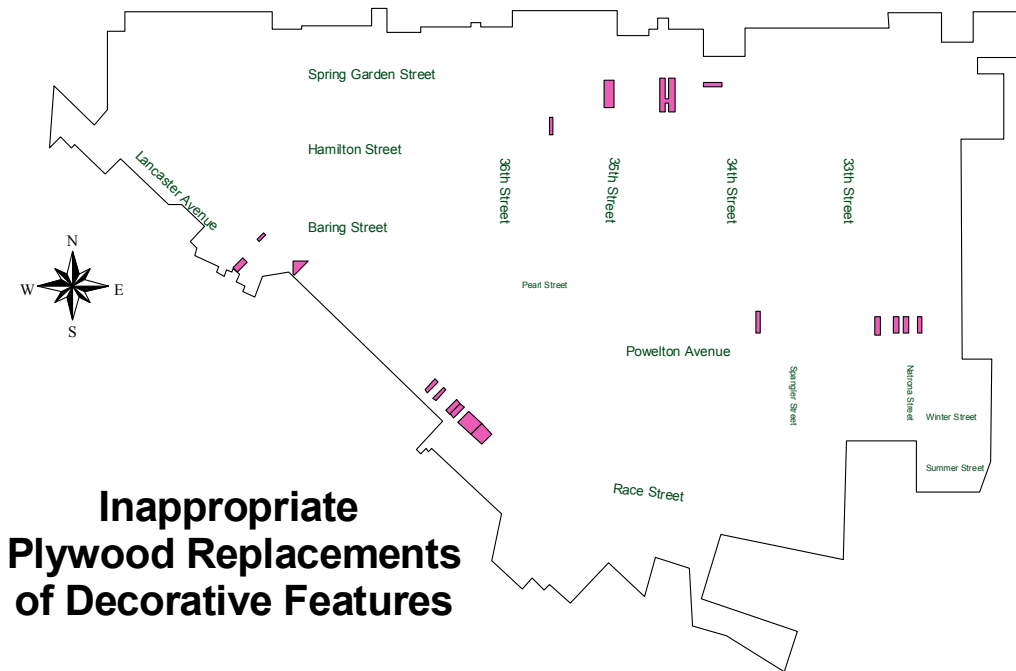 Spring Garden Street
Hamilton Street
Lancaster Avenue
36th Street
35th Street
34th Street
33th Street
Baring Street
N
W
E
S
Pearl Street
Powelton Avenue
Spangler Street
Natrona Street
Winter Street
Summer Street
Race Street
Inappropriate
Plywood Replacements
of Decorative Features